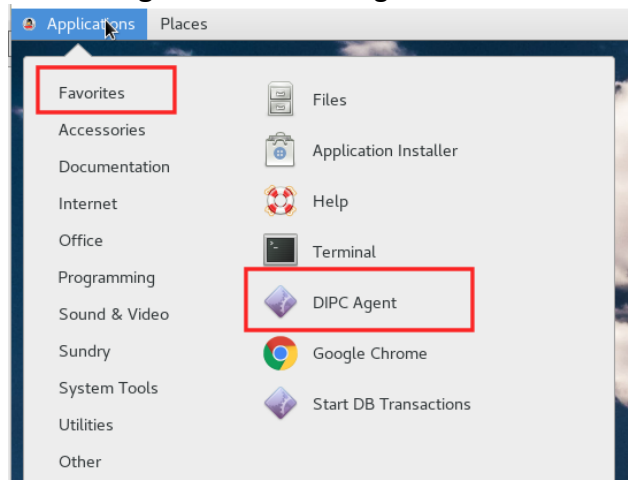 Applications Places
Favorites
Accessories
Documentation
Internet
Office
Programming
Sound & Video
Sundry
System Tools
Utilities
Other
Files
Application Installer
Help
Terminal
DIPC Agent
Google Chrome
Start DB Transactions